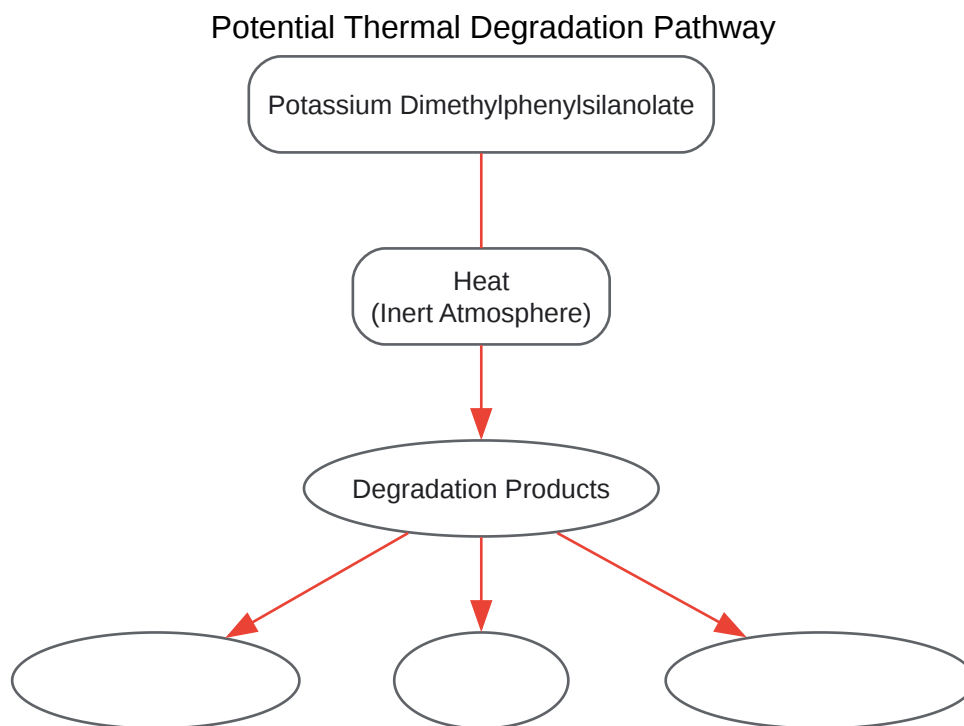 Potential Thermal Degradation Pathway
Potassium Dimethylphenylsilanolate
Heat
(Inert Atmosphere)
Degradation Products